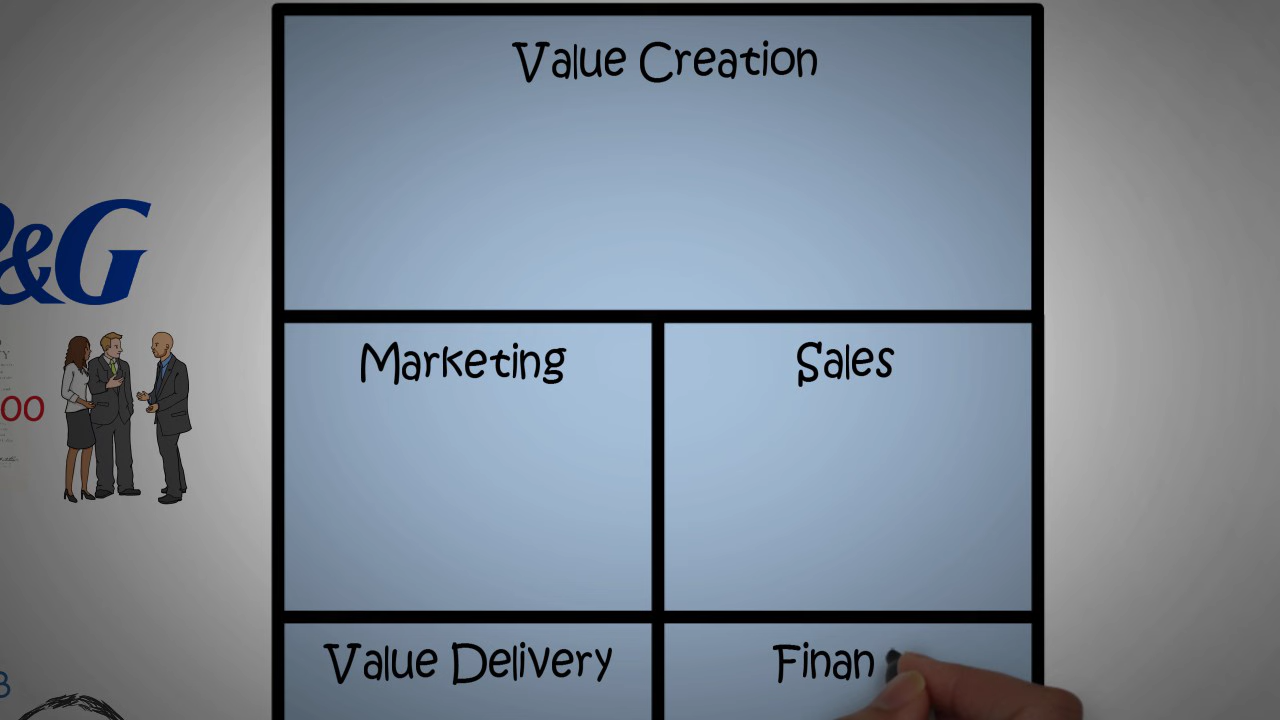 Value Creation
&G
Marketing
Sales
00
Value Delivery
Finan